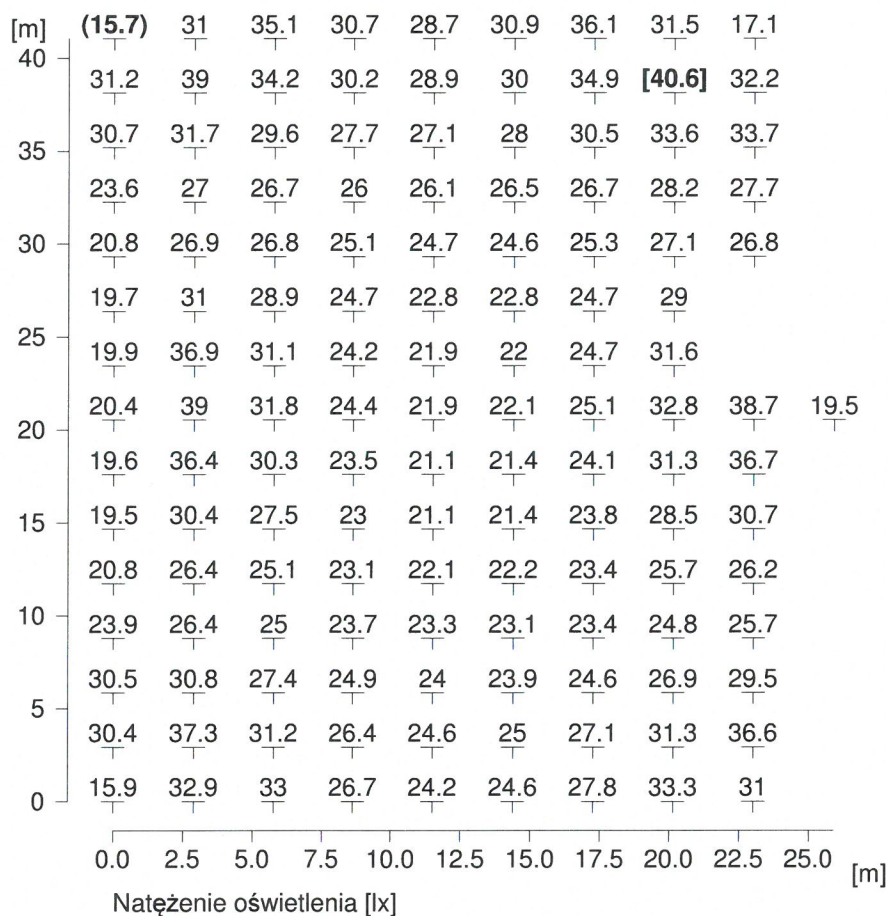 [m] (15.7) 31 35.1 30.7 28.7 30.9 36.1 31.5 17.1
40
31.2 39 34.2 30.2 28.9 30 34.9 [40.6] 32.2
30.7 31.7 29.6 27.7 27.1 28 30.5 33.6 33.7
35
23.6 27 26.7 26 26.1 26.5 26.7 28.2 27.7
30 20.8 26.9 26.8 25.1 24.7 24.6 25.3 27.1 26.8
19.7 31 28.9 24.7 22.8 22.8 24.7 29
25
19.9 36.9 31.1 24.2 21.9 22 24.7 31.6
20.4 39 31.8 24.4 21.9 22.1 25.1 32.8 38.7 19.5
20
19.6 36.4 30.3 23.5 21.1 21.4 24.1 31.3 36.7
15 19.5 30.4 27.5 23 21.1 21.4 23.8 28.5 30.7
20.8 26.4 25.1 23.1 22.1 22.2 23.4 25.7 26.2
10
23.9 26.4 25 23.7 23.3 23.1 23.4 24.8 25.7
30.5 30.8 27.4 24.9 24 23.9 24.6 26.9 29.5
5
30.4 37.3 31.2 26.4 24.6 25 27.1 31.3 36.6
0 15.9 32.9 33 26.7 24.2 24.6 27.8 33.3 31
0.0 2.5 5.0 7.5 10.0 12.5 15.0 17.5 20.0 22.5 25.0
[m]
Natężenie oświetlenia [lx]